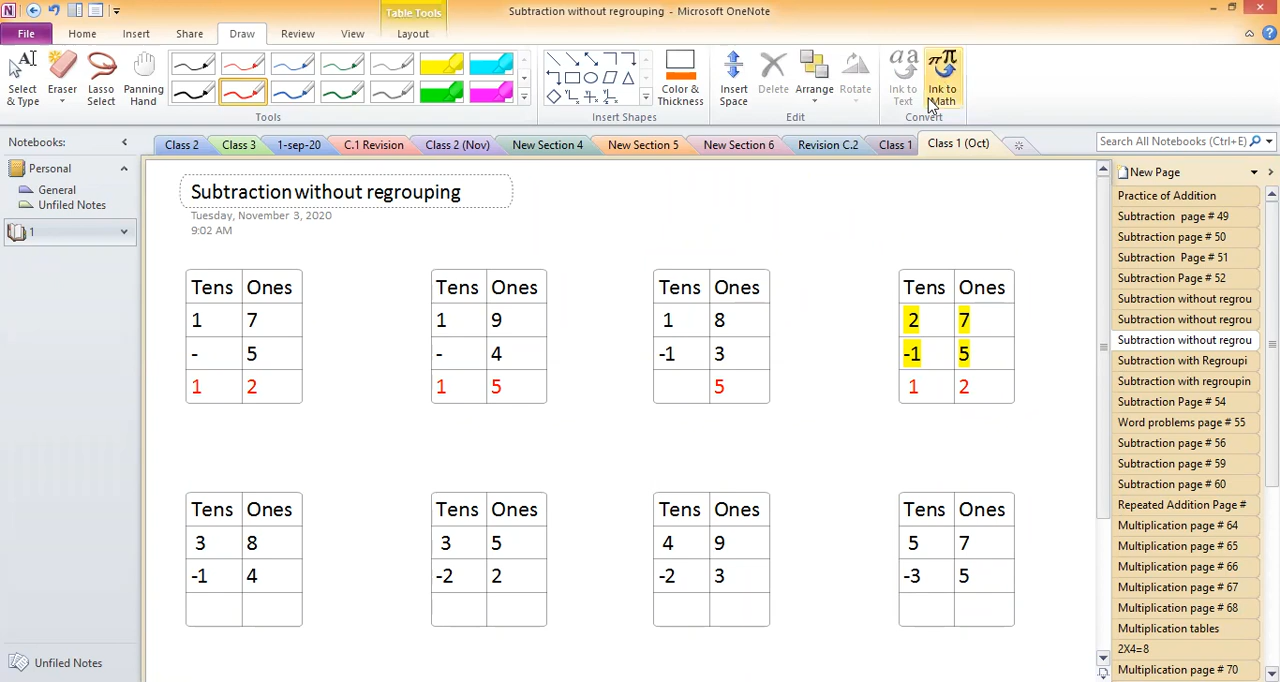 Table Tools
Subtraction without regrouping - Microsoft OneNote
File Home Insert Share Draw Review View Layout
Select & Type
Eraser
Lasso Select
Panning Hand
Color & Thickness
Insert Space
Delete
Arrange
Rotate
Ink to Text
Ink to Math
Tools
Insert Shapes
Edit
Convert
Notebooks:
Personal
General
Unfiled Notes
1
Unfiled Notes
Class 2 Class 3 1-sep-20 C.1 Revision Class 2 (Nov) New Section 4 New Section 5 New Section 6 Revision C.2 Class 1 Class 1 (Oct)
Search All Notebooks (Ctrl+E)
Subtraction without regrouping
Tuesday, November 3, 2020
9:02 AM
Tens Ones
1 7
- 5
1 2
Tens Ones
1 9
- 4
1 5
Tens Ones
1 8
-1 3
5
Tens Ones
2 7
-1 5
1 2
Tens Ones
3 8
-1 4
Tens Ones
3 5
-2 2
Tens Ones
4 9
-2 3
Tens Ones
5 7
-3 5
New Page
Practice of Addition
Subtraction page # 49
Subtraction page # 50
Subtraction Page # 51
Subtraction Page # 52
Subtraction without regrou
Subtraction without regrou
Subtraction without regrou
Subtraction with Regroupi
Subtraction with regroupin
Subtraction Page # 54
Word problems page # 55
Subtraction page # 56
Subtraction page # 59
Subtraction page # 60
Repeated Addition Page #
Multiplication page # 64
Multiplication page # 65
Multiplication page # 66
Multiplication page # 67
Multiplication page # 68
Multiplication tables
2X4=8
Multiplication page # 70